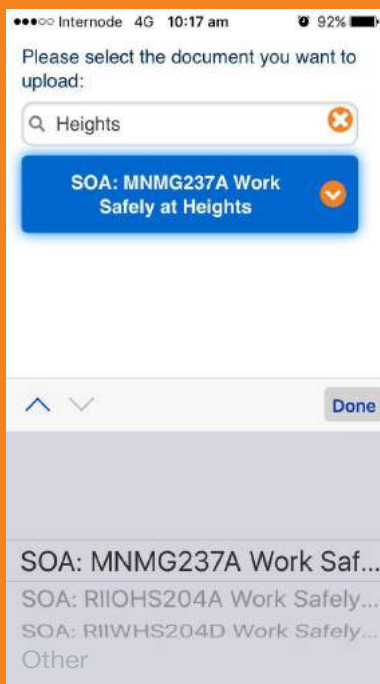 Internode 4G 10:17 am 92%
Please select the document you want to
upload:
Heights
SOA: MNMG237A Work
Safely at Heights
Done
SOA: MNMG237A Work Saf...
SOA: RIIOHS204A Work Safely...
SOA: RIIWHS204D Work Safely...
Other